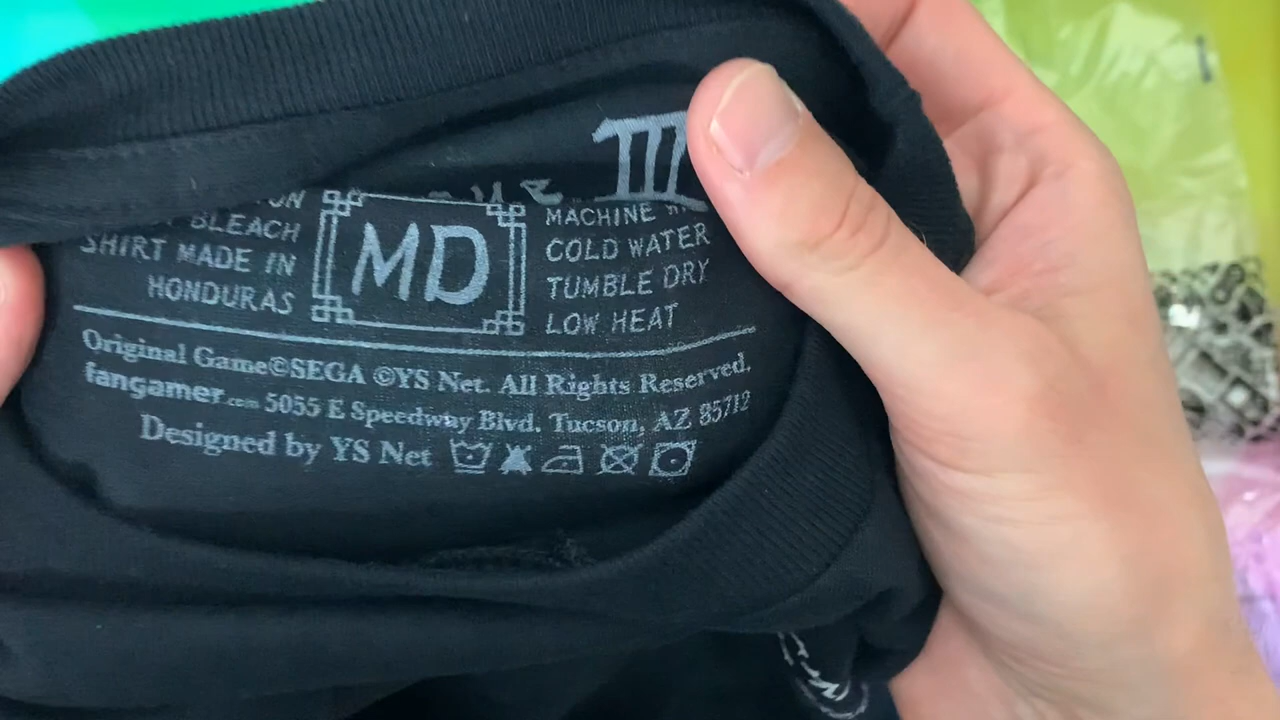 III
BLEACH
SHIRT MADE IN
HONDURAS
MD
MACHINE
COLD WATER
TUMBLE DRY
LOW HEAT
Original Game©SEGA ©YS Net. All Rights Reserved.
fangamer.com 5055 E Speedway Blvd. Tucson, AZ 85712
Designed by YS Net